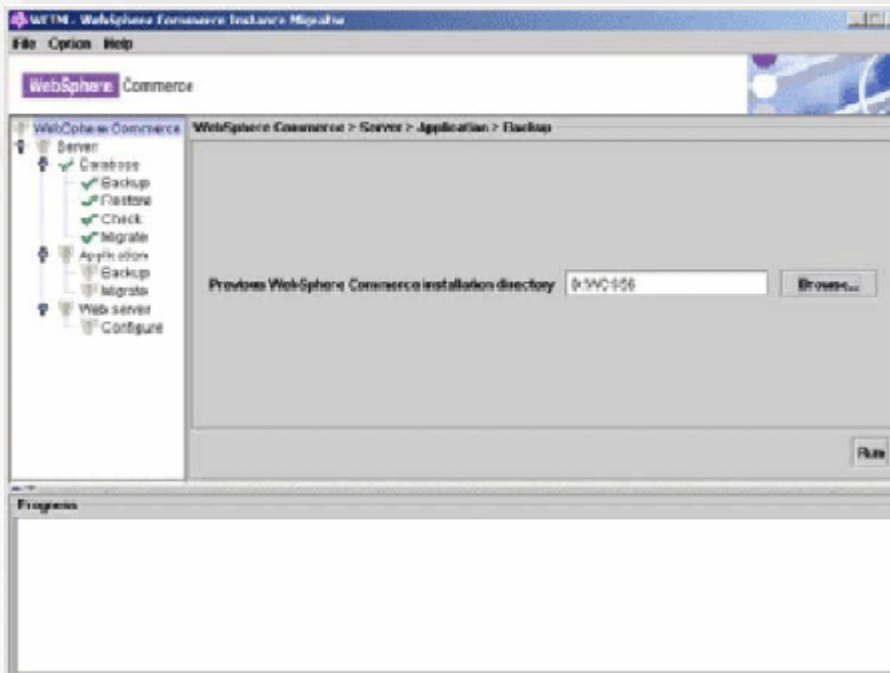 WCIM - WebSphere Commerce Instance Migrator
File Option Help
WebSphere Commerce
WebSphere Commerce
WebSphere Commerce > Server > Application > Backup
Server
Database
Backup
Restore
Check
Migrate
Application
Backup
Migrate
Web server
Configure
Previous WebSphere Commerce installation directory
Browse...
Run
Progress